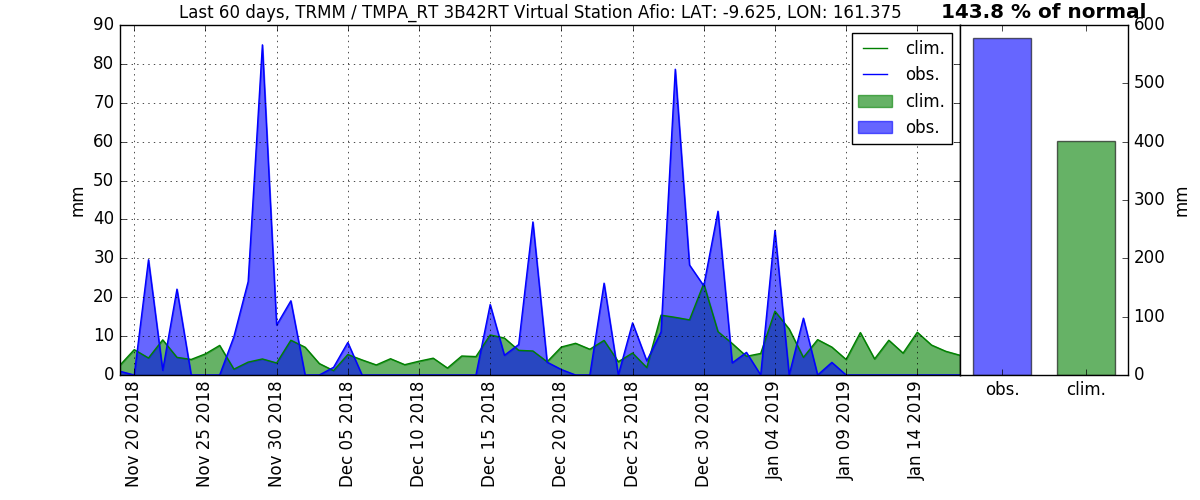 Last 60 days, TRMM / TMPA_RT 3B42RT Virtual Station Afio: LAT: -9.625, LON: 161.375
143.8 % of normal
90
80
70
60
50
40
30
20
10
0
mm
clim.
obs.
clim.
obs.
Nov 20 2018
Nov 25 2018
Nov 30 2018
Dec 05 2018
Dec 10 2018
Dec 15 2018
Dec 20 2018
Dec 25 2018
Dec 30 2018
Jan 04 2019
Jan 09 2019
Jan 14 2019
600
500
400
300
200
100
0
mm
obs.
clim.